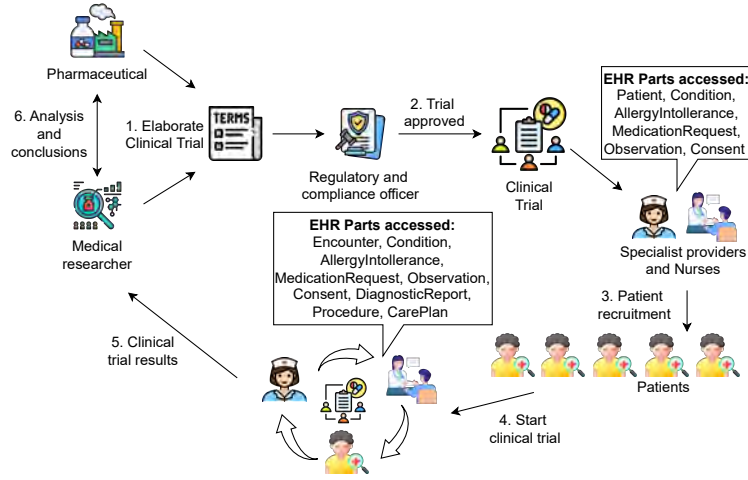 Pharmaceutical
6. Analysis
and
conclusions
1. Elaborate
Clinical Trial
TERMS
Regulatory and
compliance officer
2. Trial
approved
Clinical
Trial
EHR Parts accessed:
Patient, Condition,
AllergyIntollerance,
MedicationRequest,
Observation, Consent
Specialist providers
and Nurses
Medical
researcher
EHR Parts accessed:
Encounter, Condition,
AllergyIntollerance,
MedicationRequest, Observation,
Consent, DiagnosticReport,
Procedure, CarePlan
3. Patient
recruitment
Patients
4. Start
clinical trial
5. Clinical
trial results